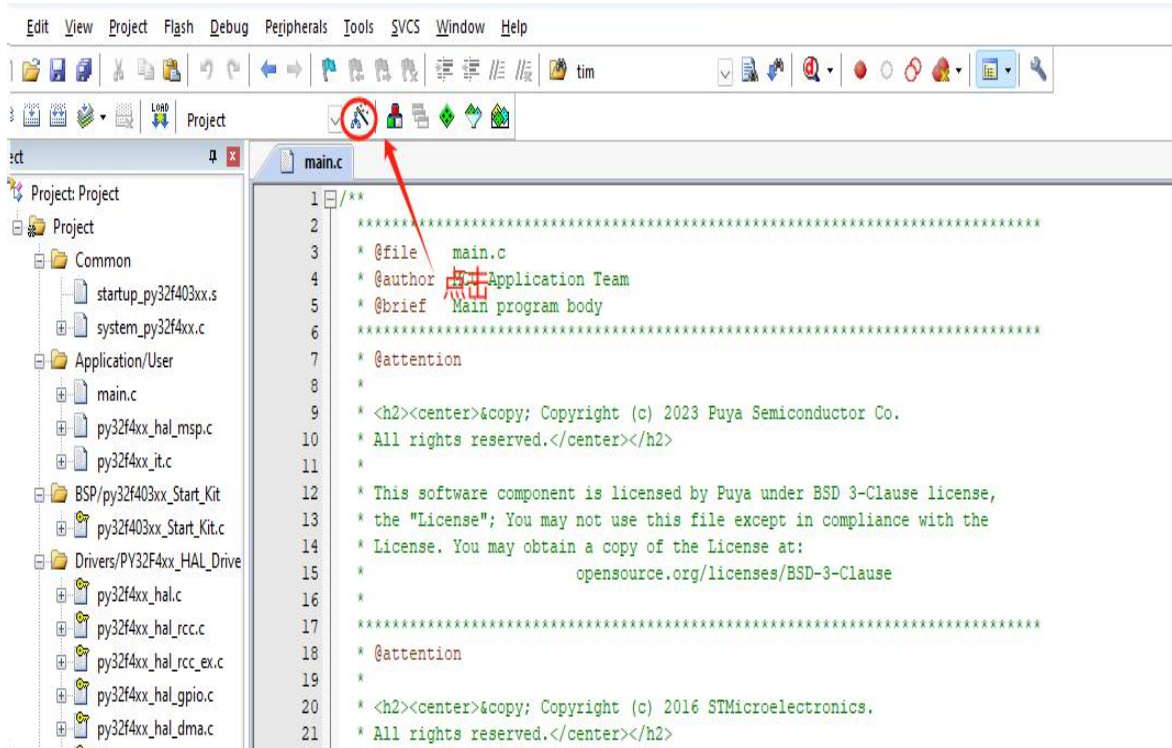 Edit View Project Flash Debug Peripherals Tools SVCS Window Help
tim
LOAD Project
ect
main.c
Project: Project
Project
Common
startup_py32f403xx.s
system_py32f4xx.c
Application/User
main.c
py32f4xx_hal_msp.c
py32f4xx_it.c
BSP/py32f403xx_Start_Kit
py32f403xx_Start_Kit.c
Drivers/PY32F4xx_HAL_Drive
py32f4xx_hal.c
py32f4xx_hal_rcc.c
py32f4xx_hal_rcc_ex.c
py32f4xx_hal_gpio.c
py32f4xx_hal_dma.c
点击
1 /**
2 ******************************************************************************
3 * @file main.c
4 * @author MCU Application Team
5 * @brief Main program body
6 ******************************************************************************
7 * @attention
8 *
9 * <h2><center>&copy; Copyright (c) 2023 Puya Semiconductor Co.
10 * All rights reserved.</center></h2>
11 *
12 * This software component is licensed by Puya under BSD 3-Clause license,
13 * the "License"; You may not use this file except in compliance with the
14 * License. You may obtain a copy of the License at:
15 * opensource.org/licenses/BSD-3-Clause
16 *
17 ******************************************************************************
18 * @attention
19 *
20 * <h2><center>&copy; Copyright (c) 2016 STMicroelectronics.
21 * All rights reserved.</center></h2>